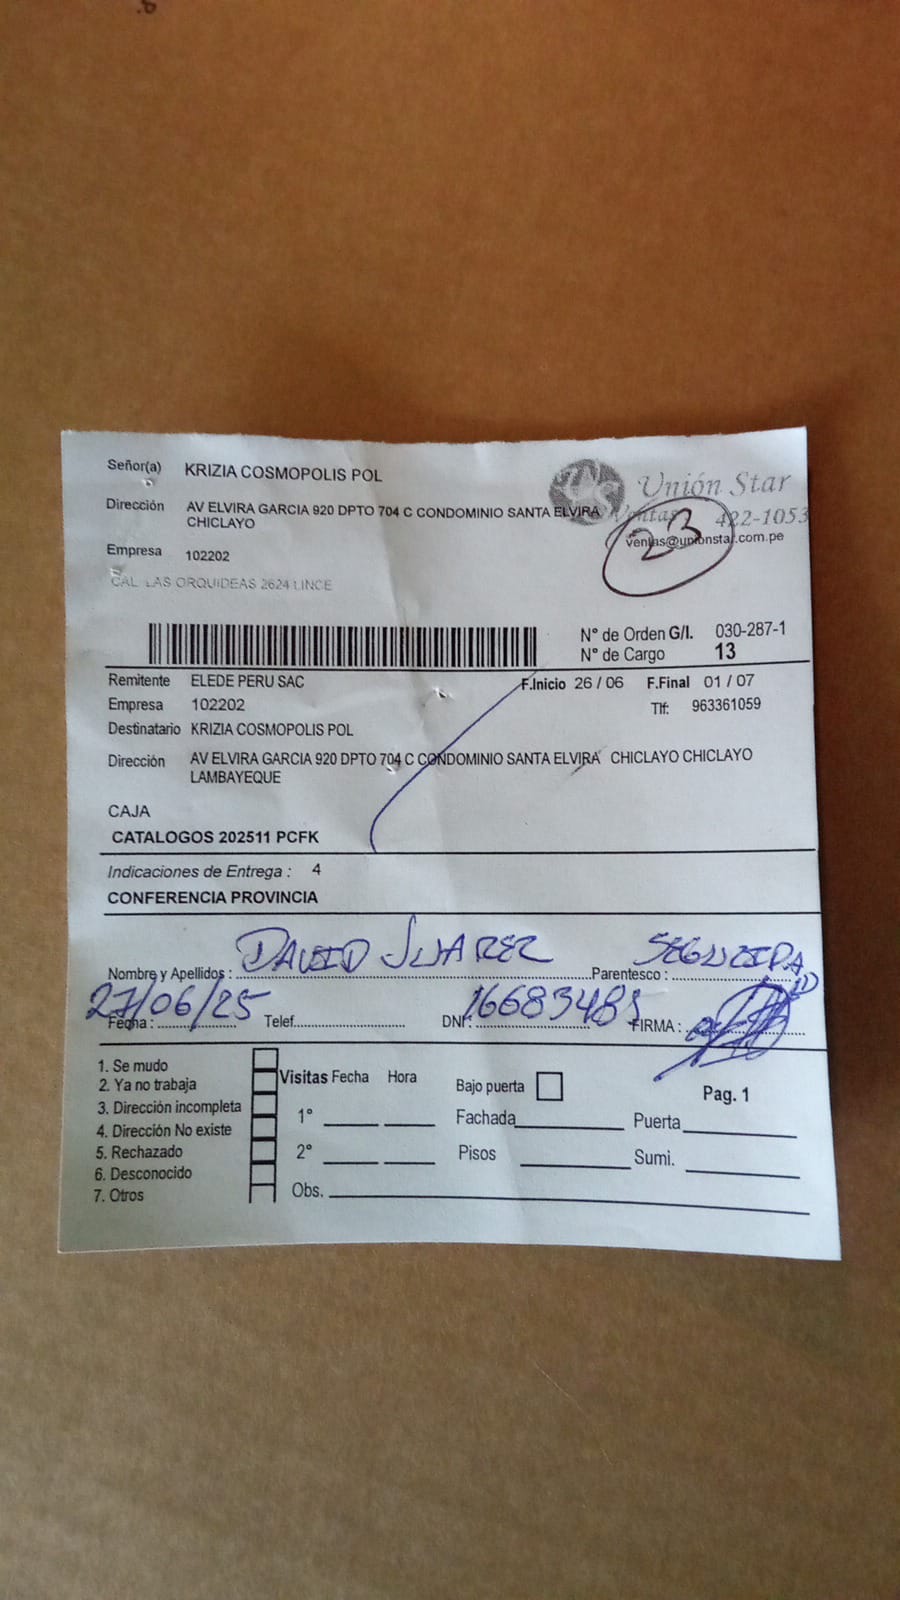 Señor(a) KRIZIA COSMOPOLIS POL
Unión Star
Dirección AV ELVIRA GARCIA 920 DPTO 704 C CONDOMINIO SANTA ELVIRA
CHICLAYO
Ventas 422-1053
ventas@unionstar.com.pe
23
Empresa 102202
CAL LAS ORQUIDEAS 2624 LINCE
N° de Orden G/I. 030-287-1
N° de Cargo 13
Remitente ELEDE PERU SAC
F.Inicio 26 / 06 F.Final 01 / 07
Empresa 102202
Tlf: 963361059
Destinatario KRIZIA COSMOPOLIS POL
Dirección AV ELVIRA GARCIA 920 DPTO 704 C CONDOMINIO SANTA ELVIRA CHICLAYO CHICLAYO
LAMBAYEQUE
CAJA
CATALOGOS 202511 PCFK
Indicaciones de Entrega : 4
CONFERENCIA PROVINCIA
Nombre y Apellidos : DAVID JUAREZ Parentesco :
Fecha : 27/06/25 Telef. DNI : 16683485 FIRMA :
1. Se mudo
2. Ya no trabaja
3. Dirección incompleta
4. Dirección No existe
5. Rechazado
6. Desconocido
7. Otros
Visitas Fecha Hora
1°
2°
Obs.
Bajo puerta
Fachada
Pisos
Pag. 1
Puerta
Sumi.